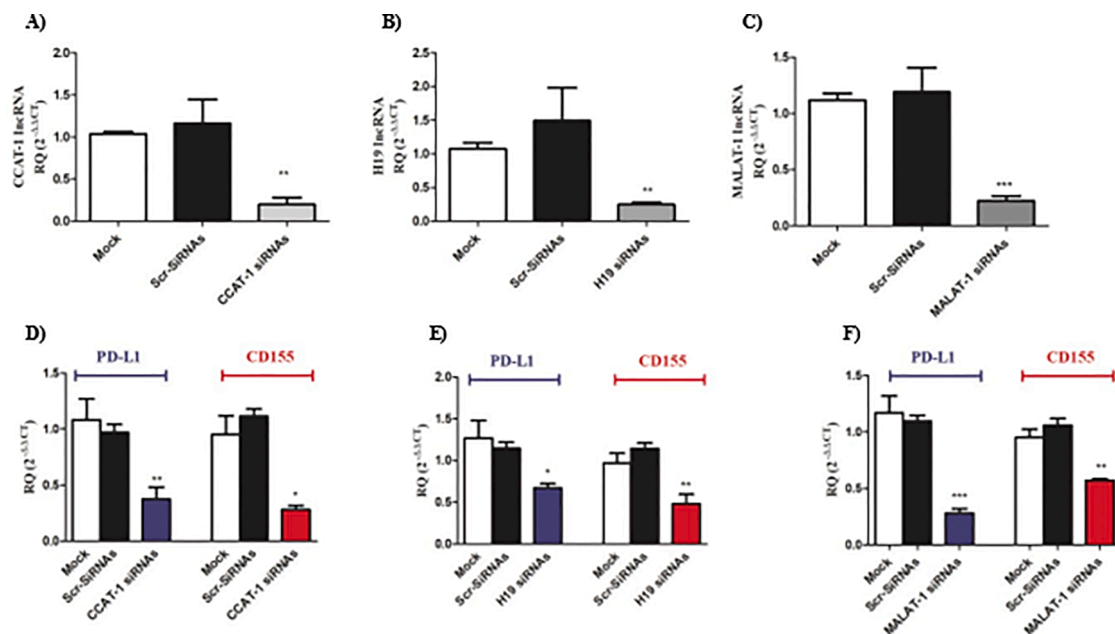 A)
CCAT-1 lncRNA
RQ (2^-ΔΔCT)
1.5
1.0
0.5
0.0
**
Mock
Scr-SiRNAs
CCAT-1 siRNAs
B)
H19 lncRNA
RQ (2^-ΔΔCT)
2.5
2.0
1.5
1.0
0.5
0.0
**
Mock
Scr-SiRNAs
H19 siRNAs
C)
MALAT-1 lncRNA
RQ (2^-ΔΔCT)
1.5
1.0
0.5
0.0
***
Mock
Scr-SiRNAs
MALAT-1 siRNAs
D)
PD-L1
CD155
RQ (2^-ΔΔCT)
1.5
1.0
0.5
0.0
**
*
Mock
Scr-SiRNAs
CCAT-1 siRNAs
Mock
Scr-SiRNAs
CCAT-1 siRNAs
E)
PD-L1
CD155
RQ (2^-ΔΔCT)
2.0
1.5
1.0
0.5
0.0
*
**
Mock
Scr-SiRNAs
H19 siRNAs
Mock
Scr-SiRNAs
H19 siRNAs
F)
PD-L1
CD155
RQ (2^-ΔΔCT)
1.5
1.0
0.5
0.0
***
**
Mock
Scr-SiRNAs
MALAT-1 siRNAs
Mock
Scr-SiRNAs
MALAT-1 siRNAs